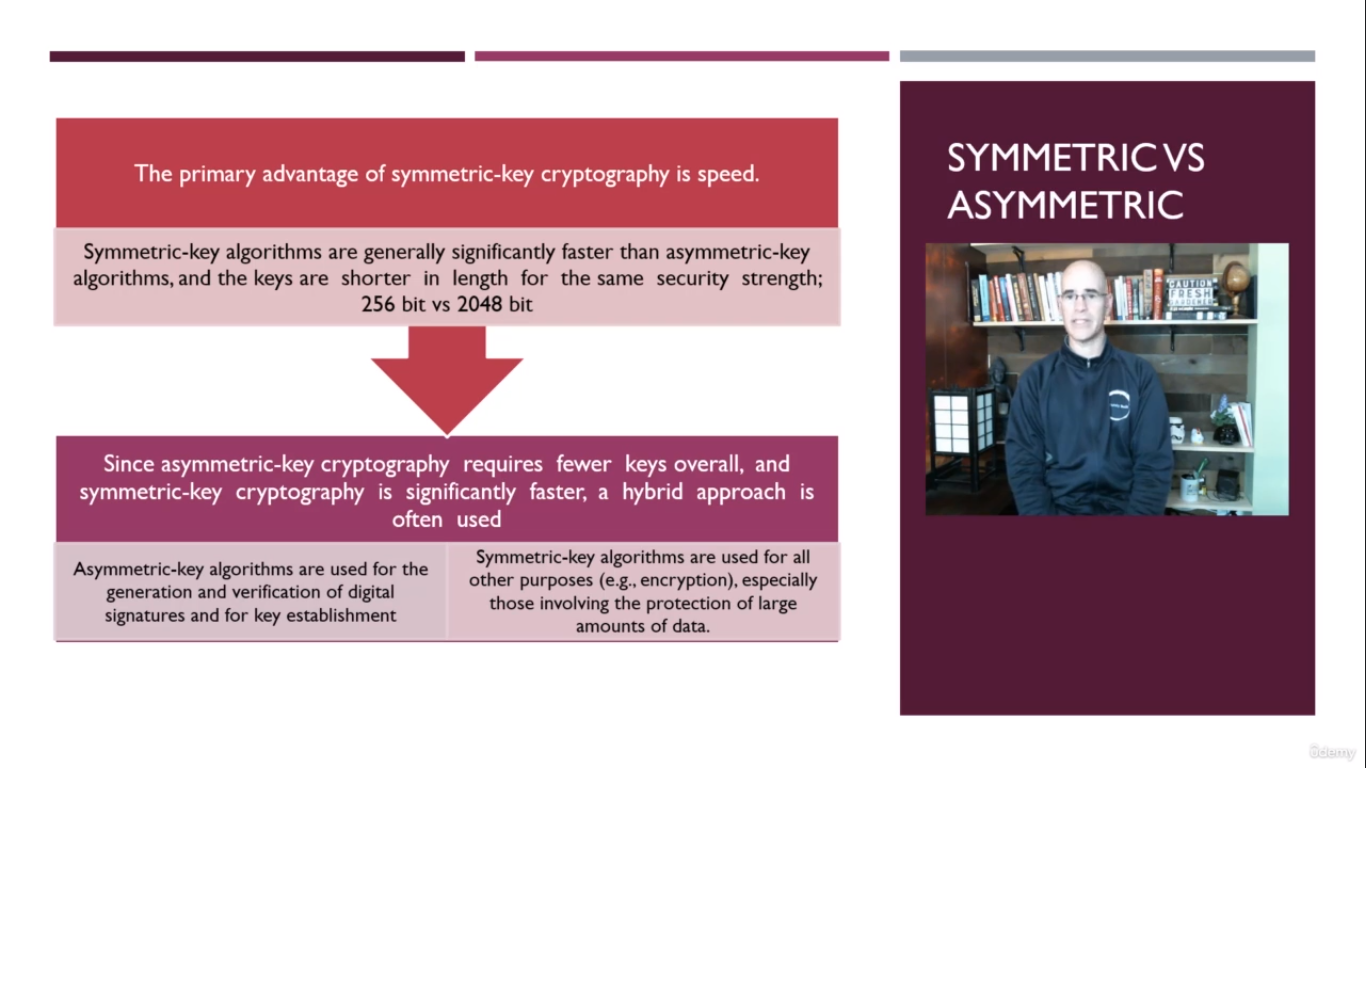 The primary advantage of symmetric-key cryptography is speed.
Symmetric-key algorithms are generally significantly faster than asymmetric-key
algorithms, and the keys are shorter in length for the same security strength;
256 bit vs 2048 bit
Since asymmetric-key cryptography requires fewer keys overall, and
symmetric-key cryptography is significantly faster, a hybrid approach is
often used
Asymmetric-key algorithms are used for the
generation and verification of digital
signatures and for key establishment
Symmetric-key algorithms are used for all
other purposes (e.g., encryption), especially
those involving the protection of large
amounts of data.
SYMMETRIC VS
ASYMMETRIC
CAUTION
FRESH
GARDENER
ûdemy